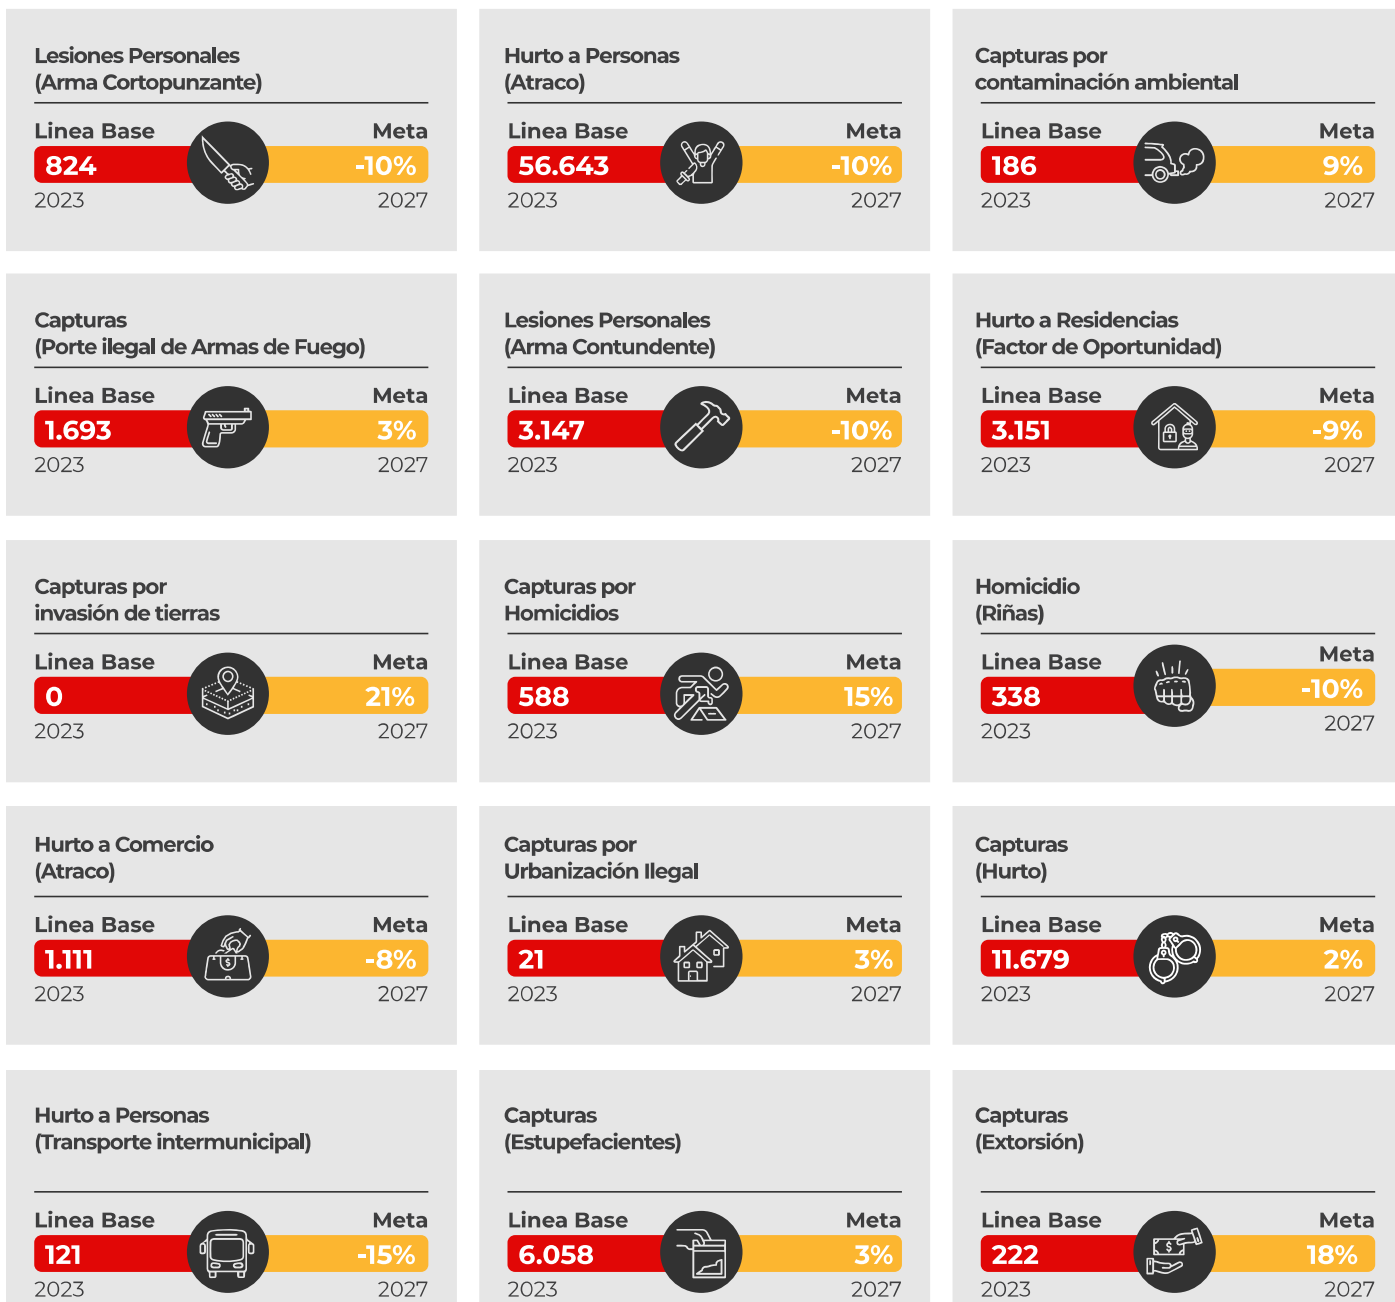 Lesiones Personales
(Arma Cortopunzante)
Linea Base
Meta
824
-10%
2023
2027
Hurto a Personas
(Atraco)
Linea Base
Meta
56.643
-10%
2023
2027
Capturas por
contaminación ambiental
Linea Base
Meta
186
9%
2023
2027
Capturas
(Porte ilegal de Armas de Fuego)
Linea Base
Meta
1.693
3%
2023
2027
Lesiones Personales
(Arma Contundente)
Linea Base
Meta
3.147
-10%
2023
2027
Hurto a Residencias
(Factor de Oportunidad)
Linea Base
Meta
3.151
-9%
2023
2027
Capturas por
invasión de tierras
Linea Base
Meta
0
21%
2023
2027
Capturas por
Homicidios
Linea Base
Meta
588
15%
2023
2027
Homicidio
(Riñas)
Linea Base
Meta
338
-10%
2023
2027
Hurto a Comercio
(Atraco)
Linea Base
Meta
1.111
-8%
2023
2027
Capturas por
Urbanización Ilegal
Linea Base
Meta
21
3%
2023
2027
Capturas
(Hurto)
Linea Base
Meta
11.679
2%
2023
2027
Hurto a Personas
(Transporte intermunicipal)
Linea Base
Meta
121
-15%
2023
2027
Capturas
(Estupefacientes)
Linea Base
Meta
6.058
3%
2023
2027
Capturas
(Extorsión)
Linea Base
Meta
222
18%
2023
2027